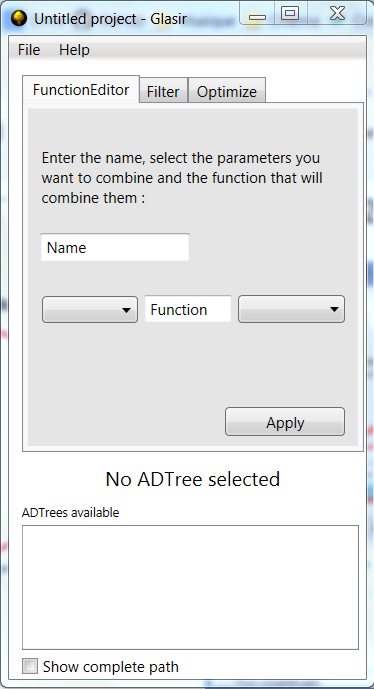 Untitled project - Glasir
File Help
FunctionEditor Filter Optimize
Enter the name, select the parameters you
want to combine and the function that will
combine them :
Name
Function
Apply
No ADTree selected
ADTrees available
Show complete path